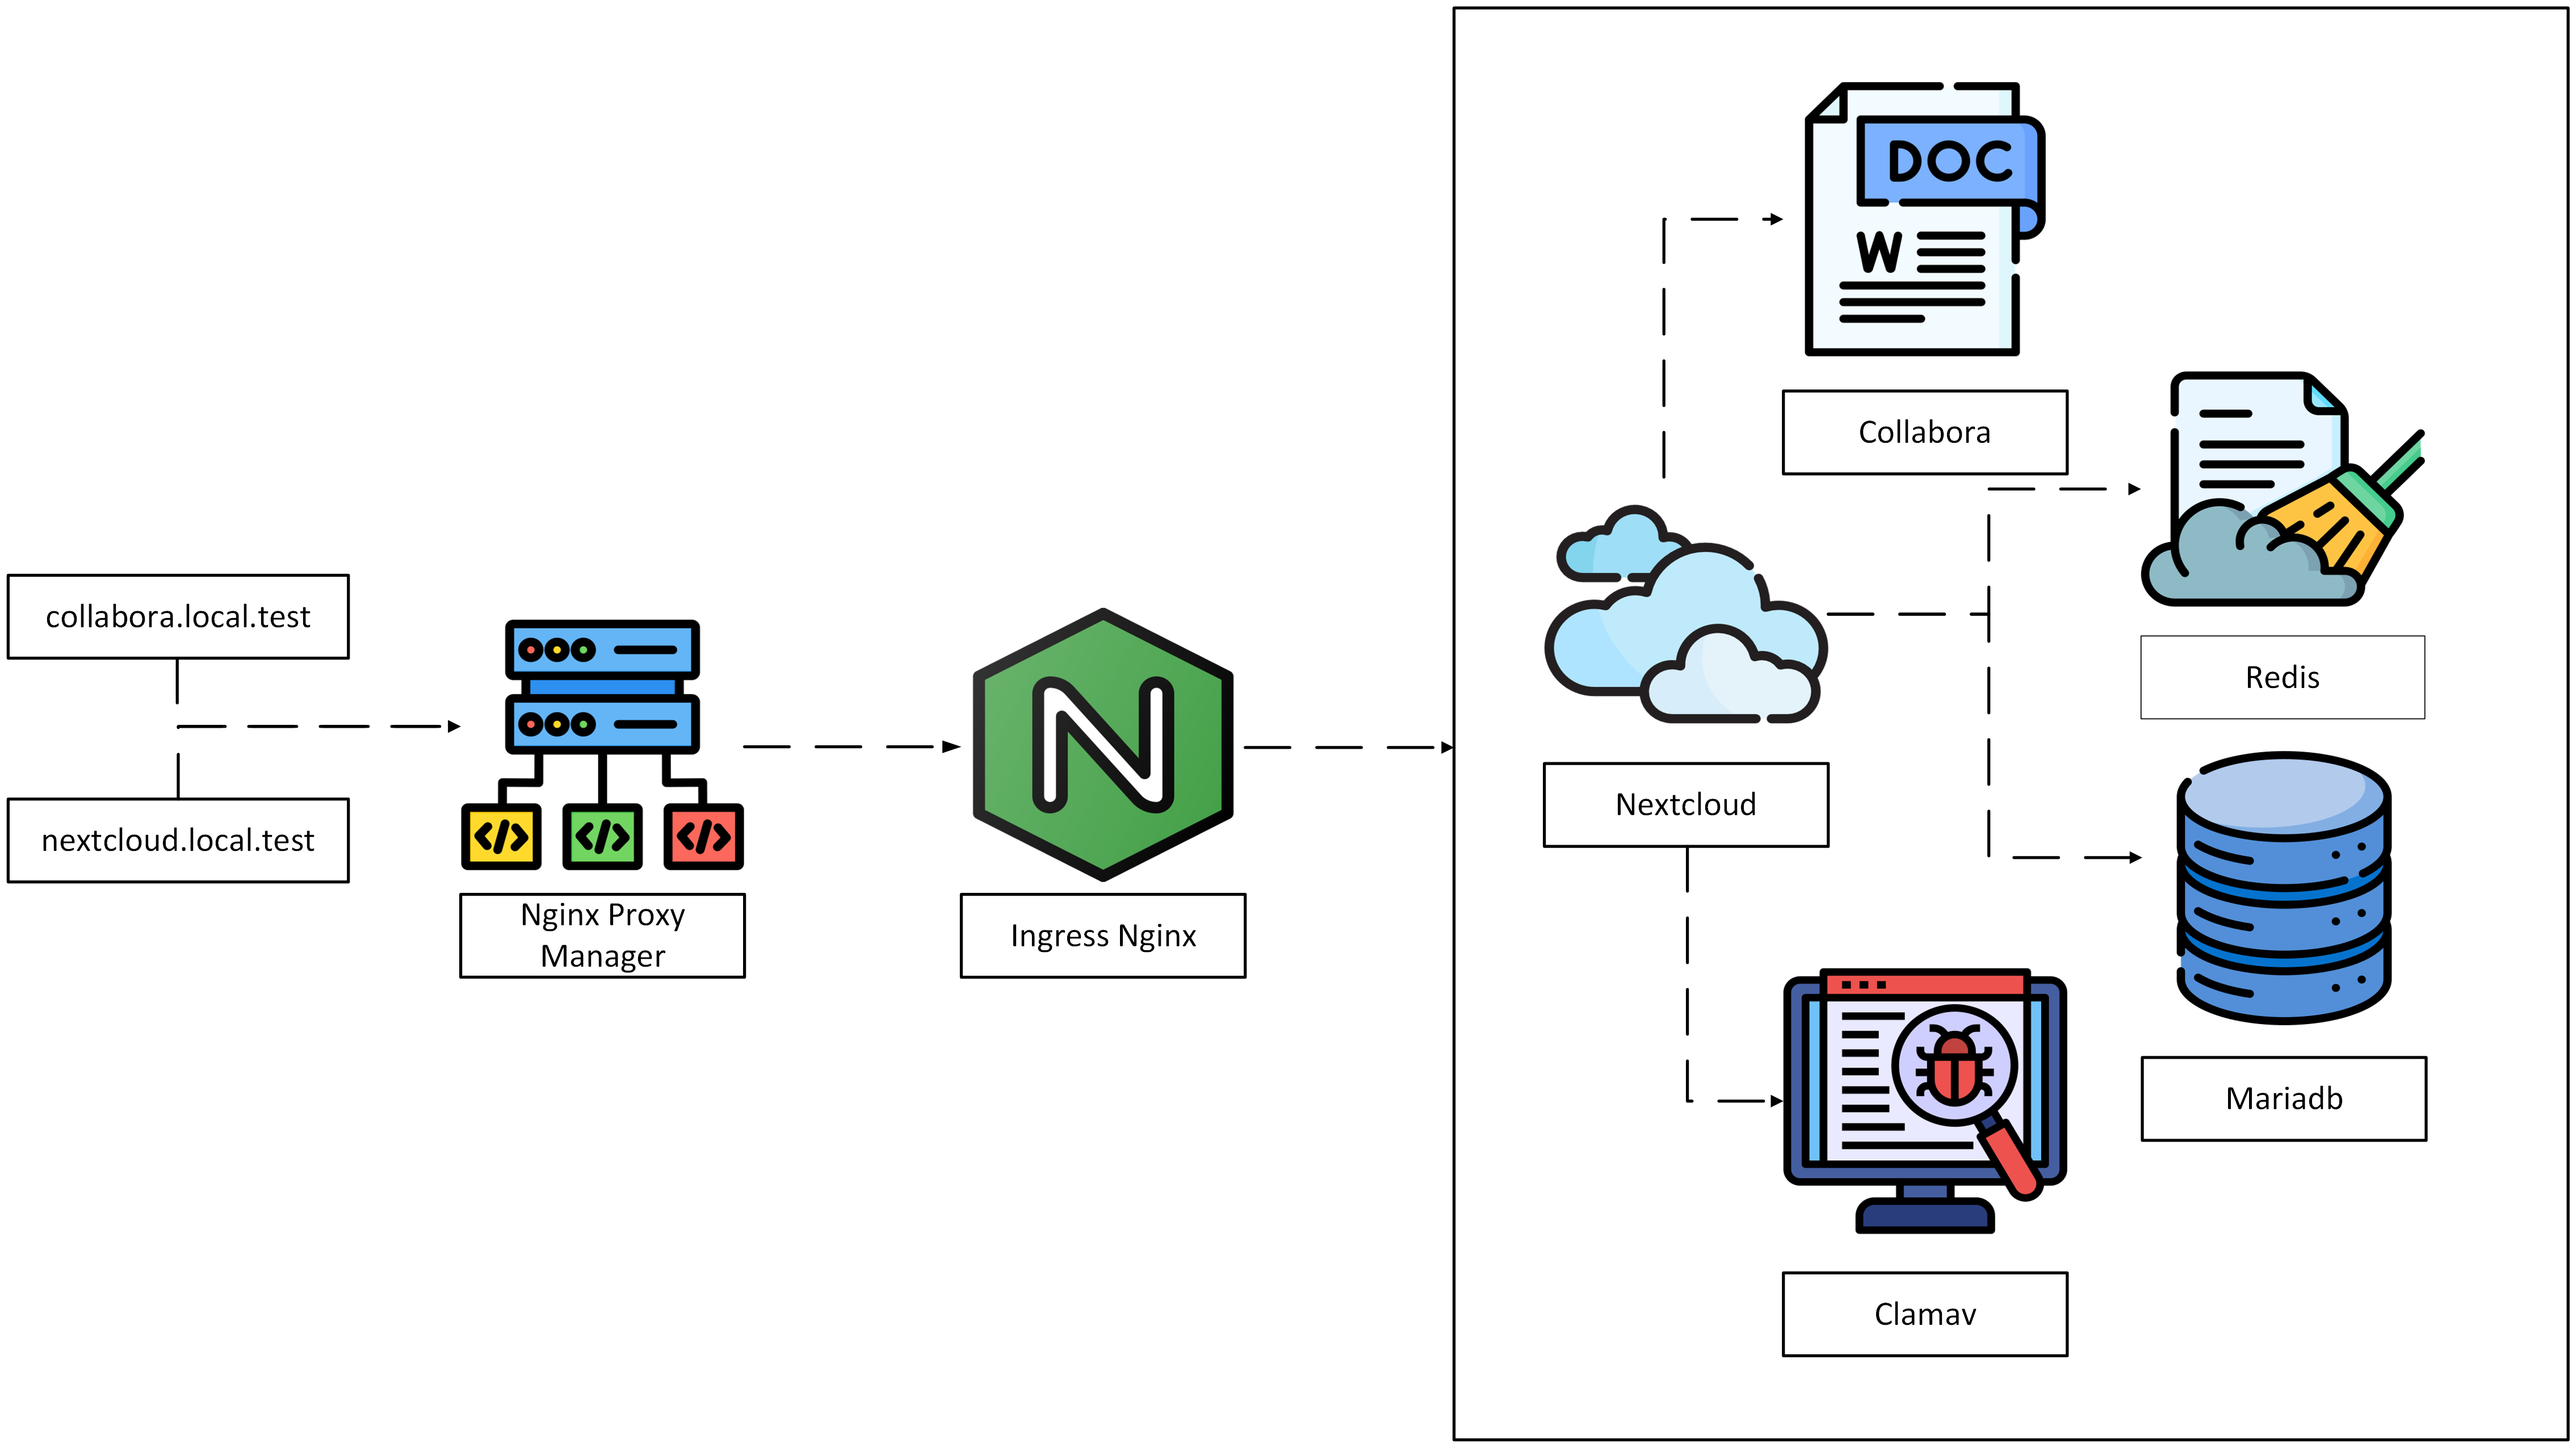 collabora.local.test
nextcloud.local.test
Nginx Proxy
Manager
N
Ingress Nginx
DOC
W
Collabora
Redis
Nextcloud
Mariadb
Clamav